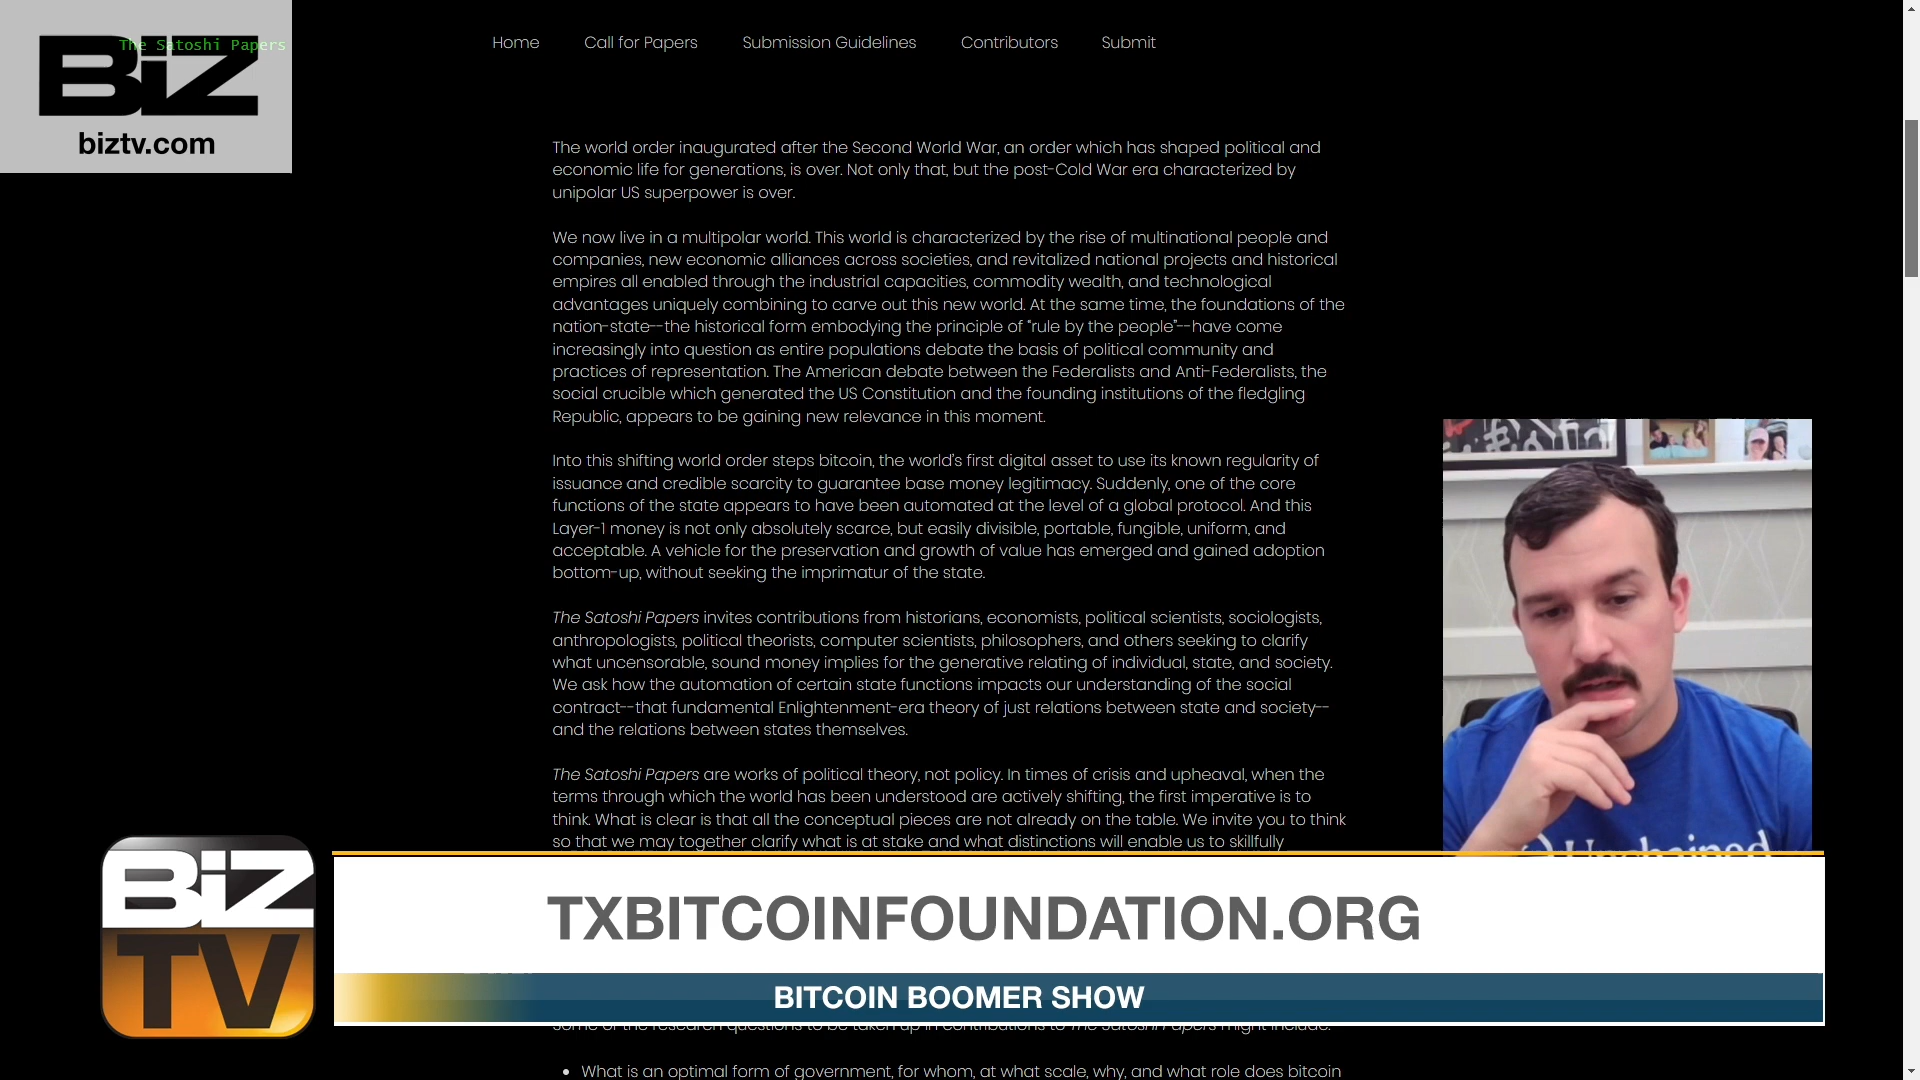 The Satoshi Papers
BiZ
biztv.com
Home Call for Papers Submission Guidelines Contributors Submit
The world order inaugurated after the Second World War, an order which has shaped political and
economic life for generations, is over. Not only that, but the post-Cold War era characterized by
unipolar US superpower is over.
We now live in a multipolar world. This world is characterized by the rise of multinational people and
companies, new economic alliances across societies, and revitalized national projects and historical
empires all enabled through the industrial capacities, commodity wealth, and technological
advantages uniquely combining to carve out this new world. At the same time, the foundations of the
nation-state--the historical form embodying the principle of “rule by the people”--have come
increasingly into question as entire populations debate the basis of political community and
practices of representation. The American debate between the Federalists and Anti-Federalists, the
social crucible which generated the US Constitution and the founding institutions of the fledgling
Republic, appears to be gaining new relevance in this moment.
Into this shifting world order steps bitcoin, the world’s first digital asset to use its known regularity of
issuance and credible scarcity to guarantee base money legitimacy. Suddenly, one of the core
functions of the state appears to have been automated at the level of a global protocol. And this
Layer-1 money is not only absolutely scarce, but easily divisible, portable, fungible, uniform, and
acceptable. A vehicle for the preservation and growth of value has emerged and gained adoption
bottom-up, without seeking the imprimatur of the state.
The Satoshi Papers invites contributions from historians, economists, political scientists, sociologists,
anthropologists, political theorists, computer scientists, philosophers, and others seeking to clarify
what uncensorable, sound money implies for the generative relating of individual, state, and society.
We ask how the automation of certain state functions impacts our understanding of the social
contract--that fundamental Enlightenment-era theory of just relations between state and society--
and the relations between states themselves.
The Satoshi Papers are works of political theory, not policy. In times of crisis and upheaval, when the
terms through which the world has been understood are actively shifting, the first imperative is to
think. What is clear is that all the conceptual pieces are not already on the table. We invite you to think
so that we may together clarify what is at stake and what distinctions will enable us to skillfully
Unchained
BiZ
TV
TXBITCOINFOUNDATION.ORG
BITCOIN BOOMER SHOW
Some of the research questions to be taken up in contributions to The Satoshi Papers might include:
• What is an optimal form of government, for whom, at what scale, why, and what role does bitcoin